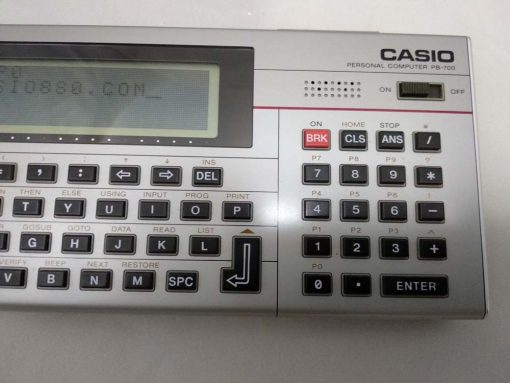 CASIO
PERSONAL COMPUTER PB-700
SIO880.COM_
ON OFF
ON HOME STOP *
BRK CLS ANS /
INS
, : ⇦ ⇨ DEL
P7 P8 P9 ?
7 8 9 *
THEN ELSE USING INPUT PROG PRINT
T Y U I O P
P4 P5 P6 !
4 5 6 −
GOSUB GOTO DATA READ LIST
G H J K L
P1 P2 P3 ^
1 2 3 +
VERIFY BEEP NEXT RESTORE
V B N M SPC
P0
0 . ENTER